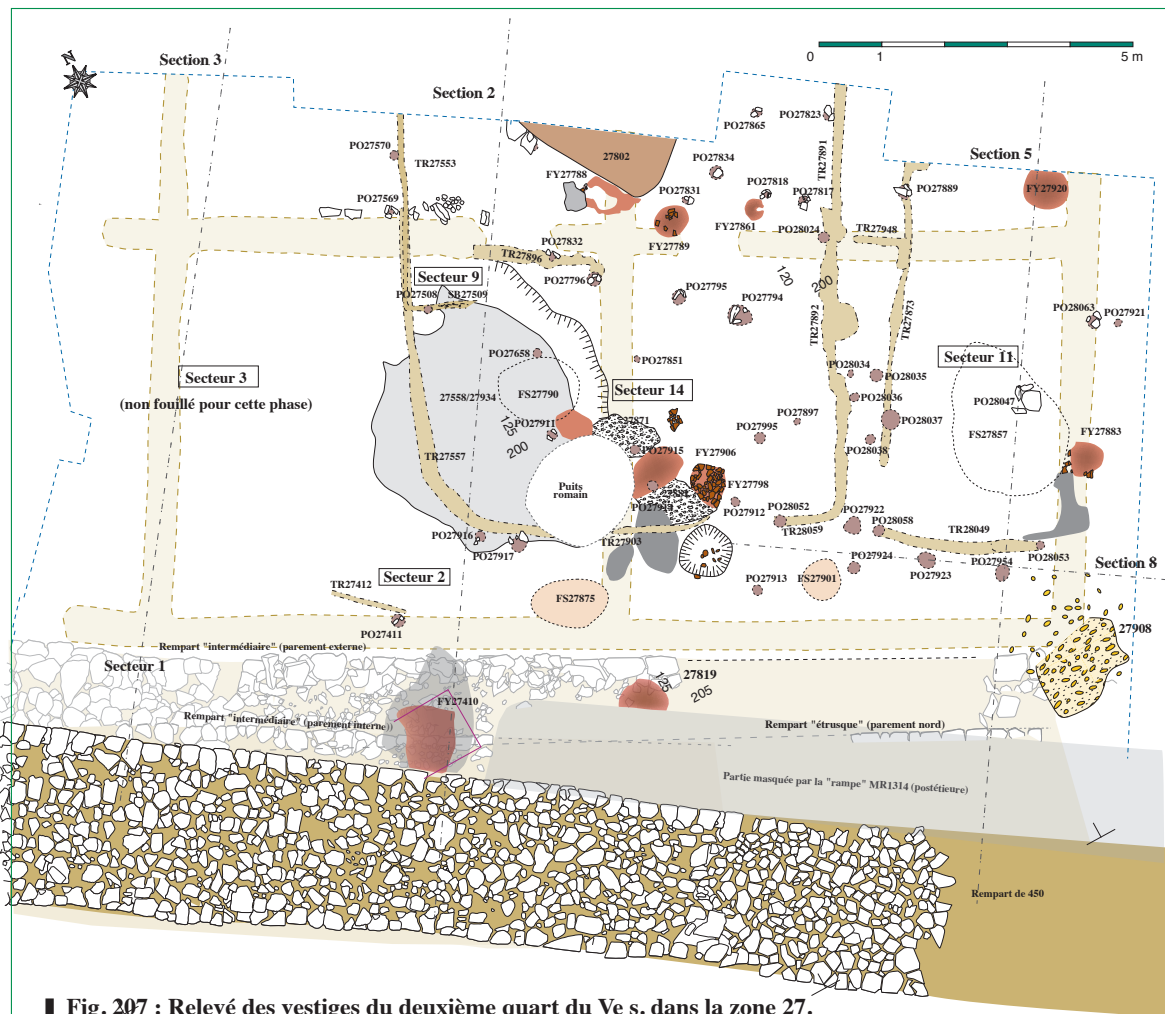 N
0 1 5 m
Section 3
Section 2
PO27865
PO27823
PO27570
TR27553
27802
PO27834
TR27891
Section 5
FY27788
PO27831
PO27818
PO27817
PO27889
FY27920
PO27569
FY27789
FY27861
PO28024
TR27948
PO27832
TR27896
PO27796
120
200
Secteur 9
PO27508
SB27509
PO27795
PO27794
TR27892
TR27873
PO28063
PO27921
PO27658
PO27851
PO28034
PO28035
Secteur 11
Secteur 3
(non fouillé pour cette phase)
27558/27934
FS27790
Secteur 14
PO28036
PO28047
PO27911
125
200
27871
PO27897
PO27995
PO28037
FS27857
FY27883
PO28038
TR27557
PO27915
FY27906
FY27798
Puits
romain
PO27912
PO28052
PO27922
PO28058
PO27916
PO27917
TR27903
TR28059
TR28049
PO28053
Secteur 2
PO27924
PO27923
PO27954
Section 8
TR27412
PO27913
FS27901
FS27875
PO27411
27908
Rempart "intermédiaire" (parement externe)
Secteur 1
27819
125
205
FY27410
Rempart "intermédiaire" (parement interne))
Rempart "étrusque" (parement nord)
Partie masquée par la "rampe" MR1314 (postétieure)
Rempart de 450
Fig. 207 : Relevé des vestiges du deuxième quart du Ve s. dans la zone 27.